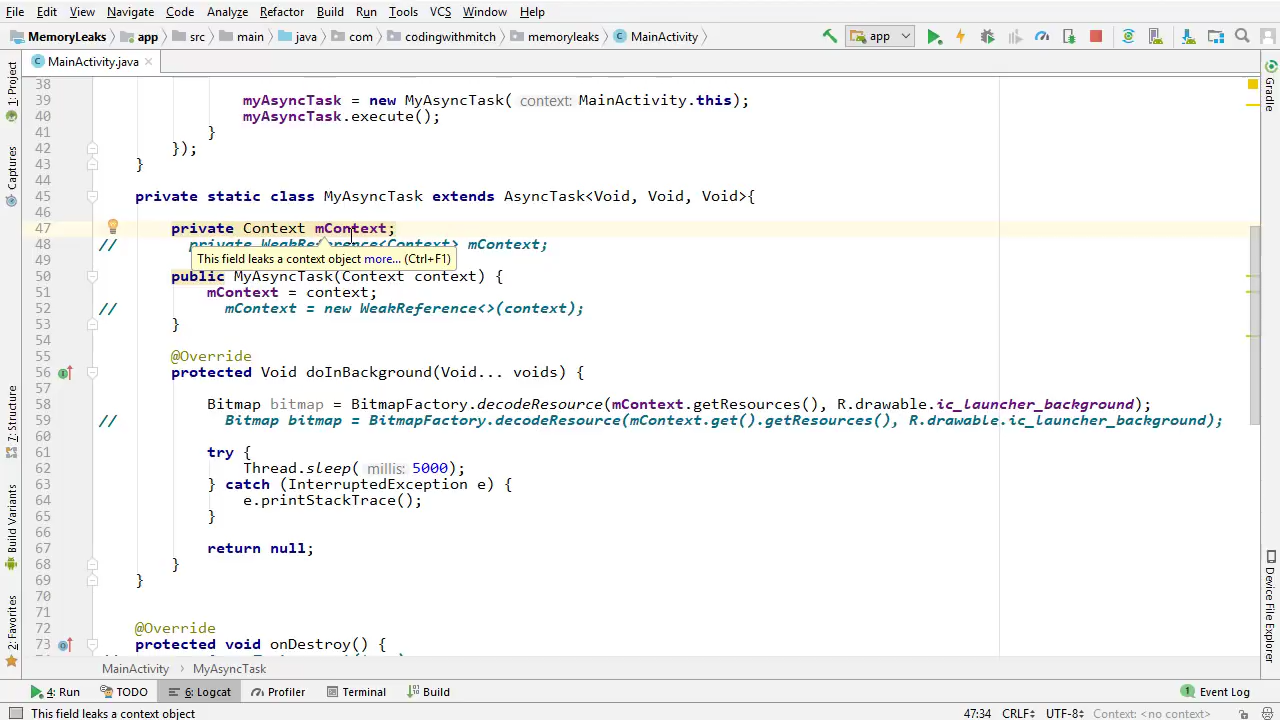 File Edit View Navigate Code Analyze Refactor Build Run Tools VCS Window Help
MemoryLeaks app src main java com codingwithmitch memoryleaks MainActivity app
MainActivity.java
38
39 myAsyncTask = new MyAsyncTask( context: MainActivity.this);
40 myAsyncTask.execute();
41 }
42 });
43 }
44
45 private static class MyAsyncTask extends AsyncTask<Void, Void, Void>{
46
47 private Context mContext;
48 // private WeakReference<Context> mContext;
This field leaks a context object more... (Ctrl+F1)
49
50 public MyAsyncTask(Context context) {
51 mContext = context;
52 // mContext = new WeakReference<>(context);
53 }
54
55 @Override
56 protected Void doInBackground(Void... voids) {
57
58 Bitmap bitmap = BitmapFactory.decodeResource(mContext.getResources(), R.drawable.ic_launcher_background);
59 // Bitmap bitmap = BitmapFactory.decodeResource(mContext.get().getResources(), R.drawable.ic_launcher_background);
60
61 try {
62 Thread.sleep( millis: 5000);
63 } catch (InterruptedException e) {
64 e.printStackTrace();
65 }
66
67 return null;
68 }
69 }
70
71
72 @Override
73 protected void onDestroy() {
MainActivity MyAsyncTask
1: Project
Captures
Z: Structure
Build Variants
2: Favorites
Gradle
Device File Explorer
4: Run TODO 6: Logcat Profiler Terminal Build 1 Event Log
This field leaks a context object 47:34 CRLF UTF-8 Context: <no context>